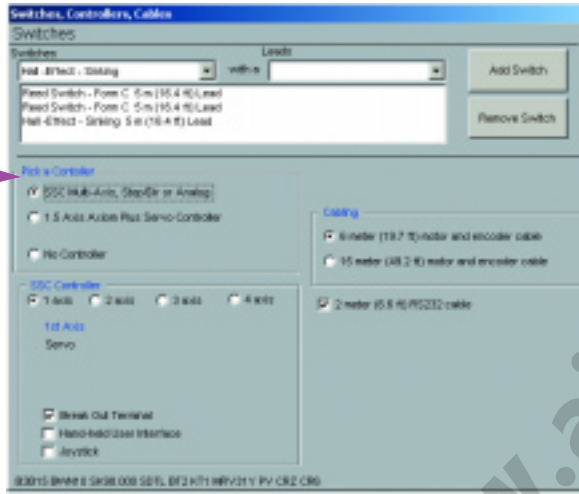 Switches, Controllers, Cables
Switches
Switches
Leads
Hall-Effect - Sinking
with a
Add Switch
Reed Switch - Form C 5 m (16.4 ft) Lead
Reed Switch - Form C 5 m (16.4 ft) Lead
Hall-Effect - Sinking 5 m (16.4 ft) Lead
Remove Switch
Pick a Controller
SSC Multi-Axis, Step/Dir or Analog
1.5 Axis Axiom Plus Servo Controller
No Controller
Cabling
6 meter (19.7 ft) motor and encoder cable
15 meter (49.2 ft) motor and encoder cable
SSC Controller
1 axis
2 axis
3 axis
4 axis
2 meter (6.6 ft) RS232 cable
1st Axis
Servo
Break Out Terminal
Hand-held User Interface
Joystick